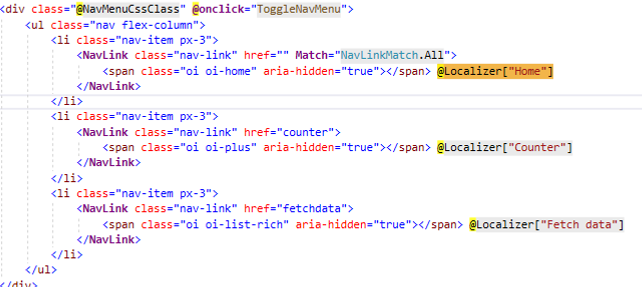 <div class="@NavMenuCssClass" @onclick="ToggleNavMenu">
<ul class="nav flex-column">
<li class="nav-item px-3">
<NavLink class="nav-link" href="" Match="NavLinkMatch.All">
<span class="oi oi-home" aria-hidden="true"></span> @Localizer["Home"]
</NavLink>
</li>
<li class="nav-item px-3">
<NavLink class="nav-link" href="counter">
<span class="oi oi-plus" aria-hidden="true"></span> @Localizer["Counter"]
</NavLink>
</li>
<li class="nav-item px-3">
<NavLink class="nav-link" href="fetchdata">
<span class="oi oi-list-rich" aria-hidden="true"></span> @Localizer["Fetch data"]
</NavLink>
</li>
</ul>
</div>